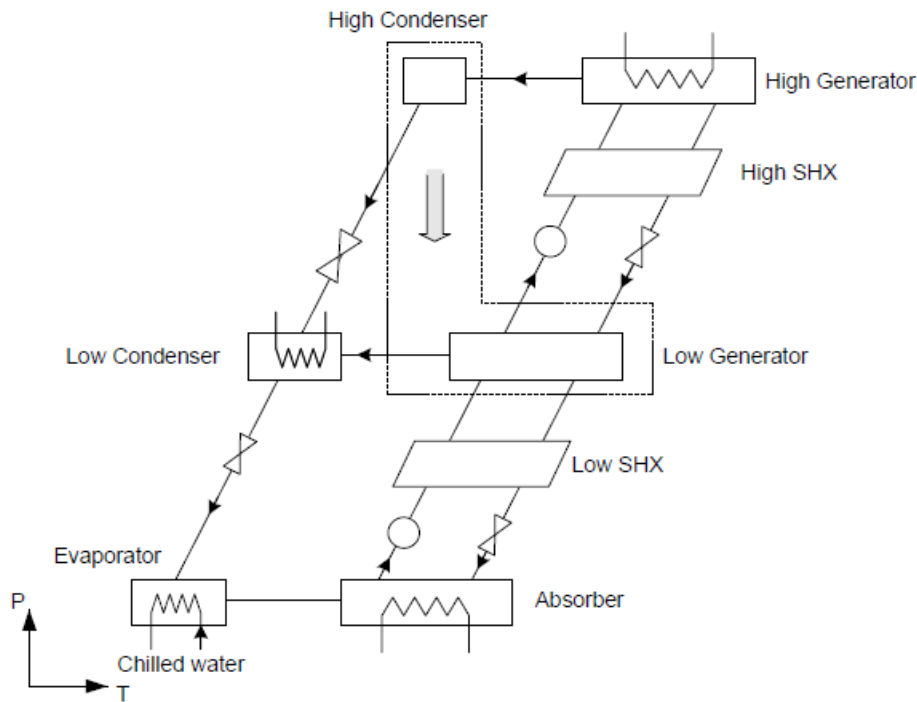 High Condenser
High Generator
High SHX
Low Condenser
Low Generator
Low SHX
Evaporator
Absorber
P
Chilled water
T